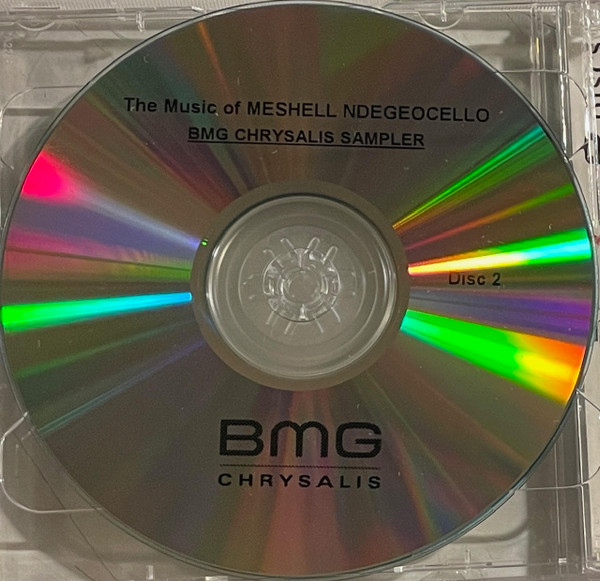 The Music of MESHELL NDEGEOCELLO
BMG CHRYSALIS SAMPLER
Disc 2
BMG
CHRYSALIS